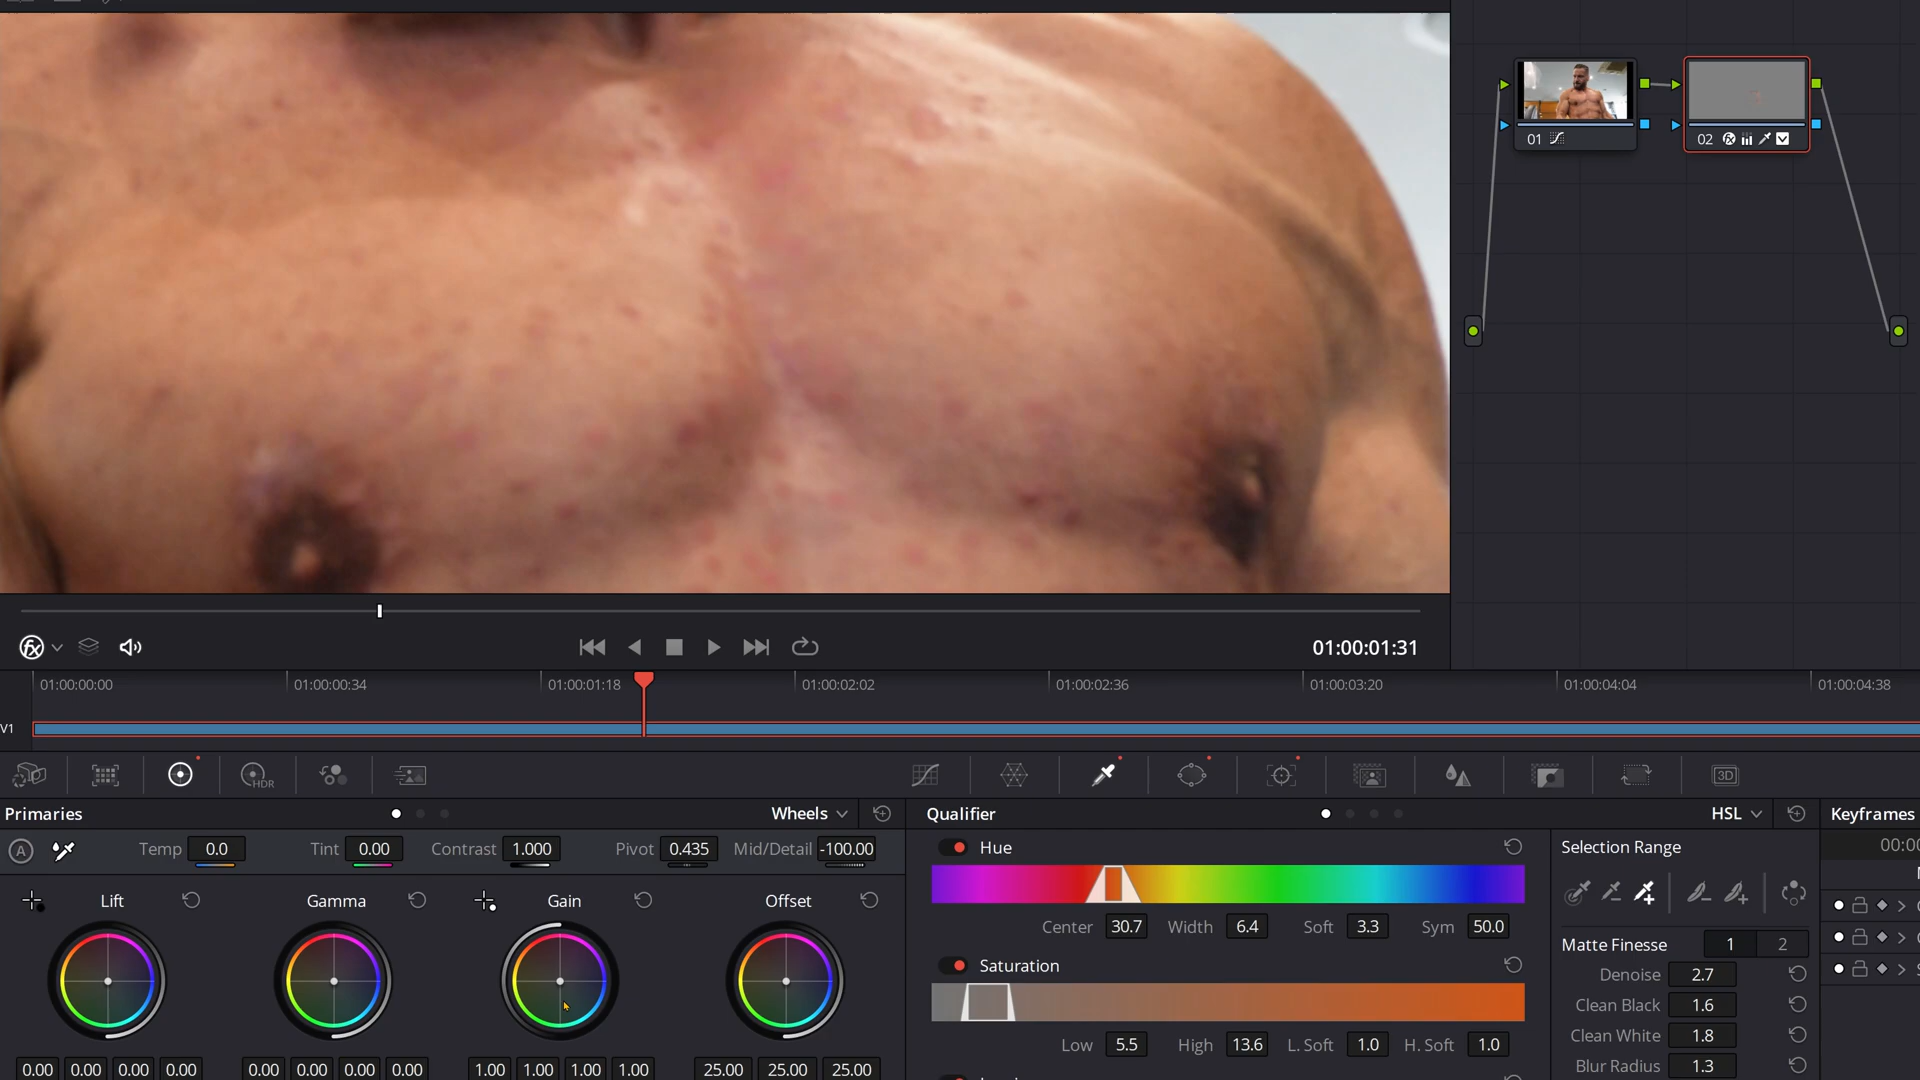 01
02
01:00:01:31
01:00:00:00
01:00:00:34
01:00:01:18
01:00:02:02
01:00:02:36
01:00:03:20
01:00:04:04
01:00:04:38
V1
HDR
3D
Primaries
Wheels
Qualifier
HSL
Keyframes
A
Temp 0.0
Tint 0.00
Contrast 1.000
Pivot 0.435
Mid/Detail -100.00
Lift
Gamma
Gain
Offset
0.00 0.00 0.00 0.00
0.00 0.00 0.00 0.00
1.00 1.00 1.00 1.00
25.00 25.00 25.00
Hue
Center 30.7 Width 6.4 Soft 3.3 Sym 50.0
Saturation
Low 5.5 High 13.6 L. Soft 1.0 H. Soft 1.0
Selection Range
Matte Finesse 1 2
Denoise 2.7
Clean Black 1.6
Clean White 1.8
Blur Radius 1.3